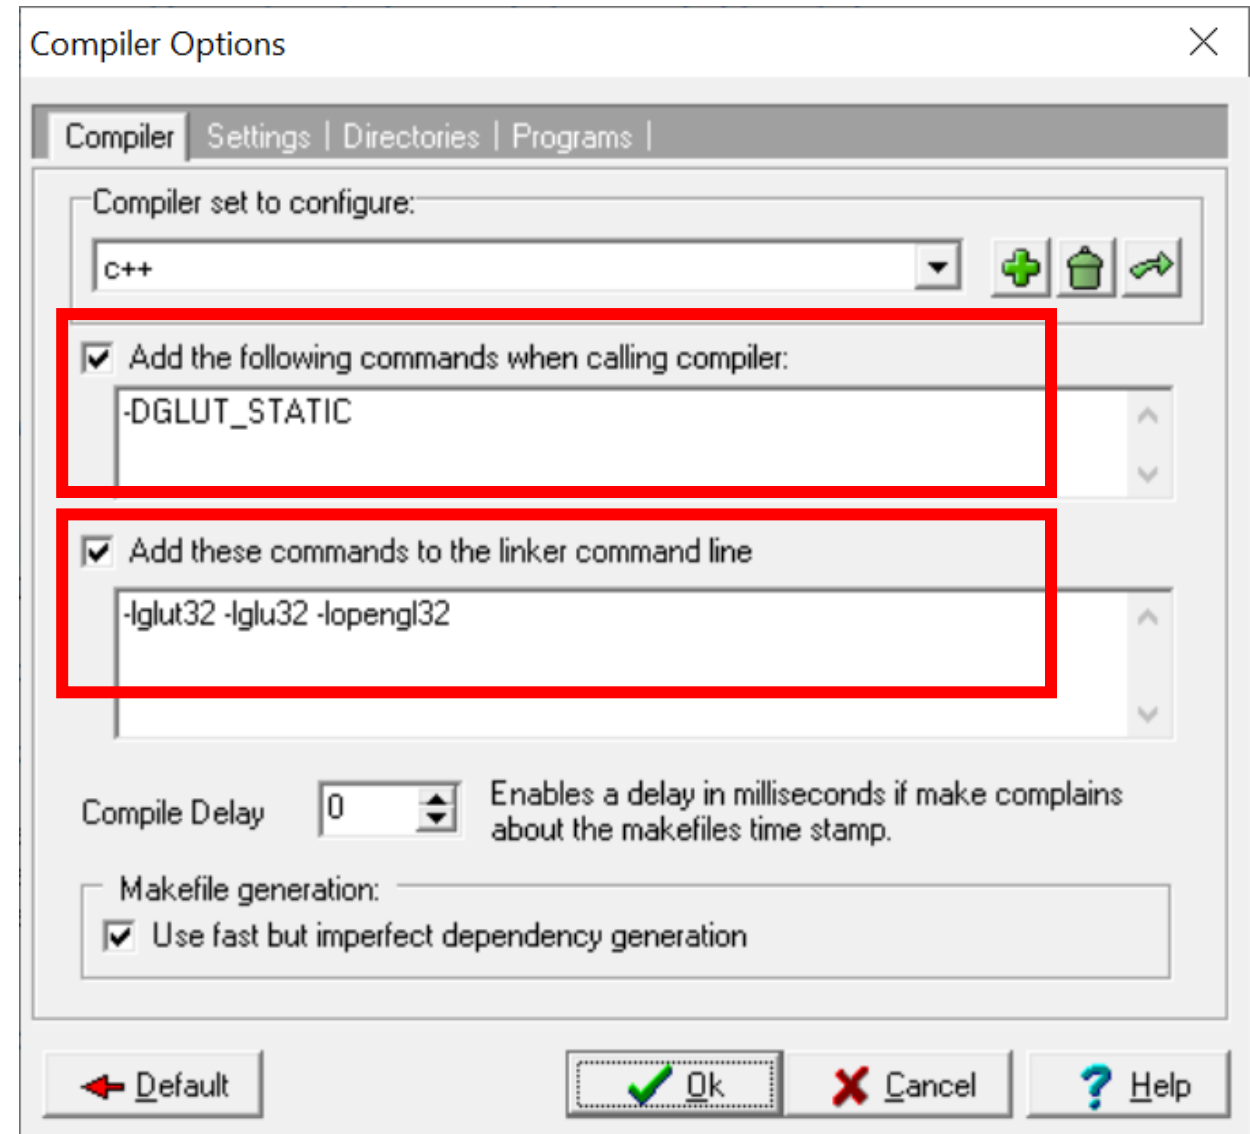 Compiler Options
Compiler Settings | Directories | Programs |
Compiler set to configure:
c++
Add the following commands when calling compiler:
-DGLUT_STATIC
Add these commands to the linker command line
-lglut32 -lglu32 -lopengl32
Compile Delay
0
Enables a delay in milliseconds if make complains
about the makefiles time stamp.
Makefile generation:
Use fast but imperfect dependency generation
Default
Ok
Cancel
? Help